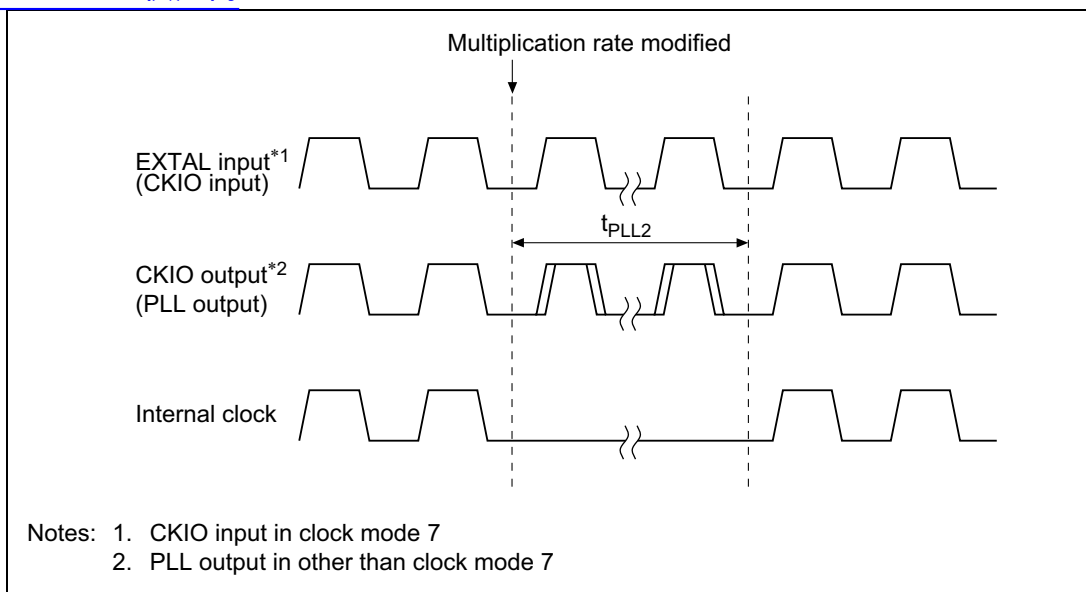 Multiplication rate modified
EXTAL input*1
(CKIO input)
tPLL2
CKIO output*2
(PLL output)
Internal clock
Notes: 1. CKIO input in clock mode 7
2. PLL output in other than clock mode 7